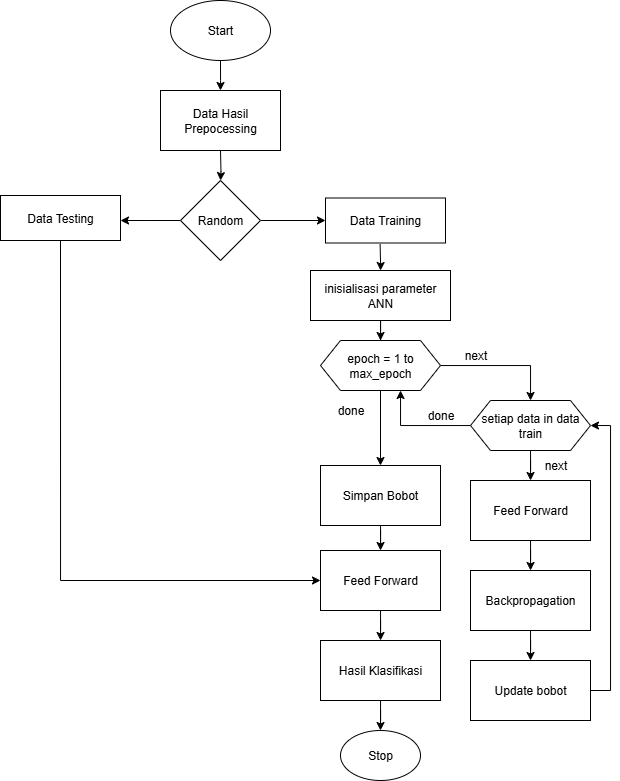 Start
Data Hasil
Prepocessing
Data Testing
Random
Data Training
inisialisasi parameter
ANN
epoch = 1 to
max_epoch
next
done
done
setiap data in data
train
next
Simpan Bobot
Feed Forward
Feed Forward
Backpropagation
Hasil Klasifikasi
Update bobot
Stop